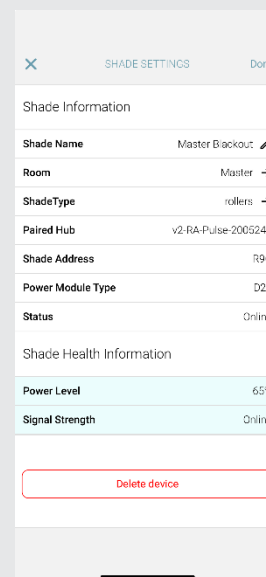 SHADE SETTINGS Don
Shade Information
Shade Name Master Blackout
Room Master
ShadeType rollers
Paired Hub v2-RA-Pulse-200524
Shade Address R9
Power Module Type D2
Status Onlin
Shade Health Information
Power Level 65
Signal Strength Onlin
Delete device